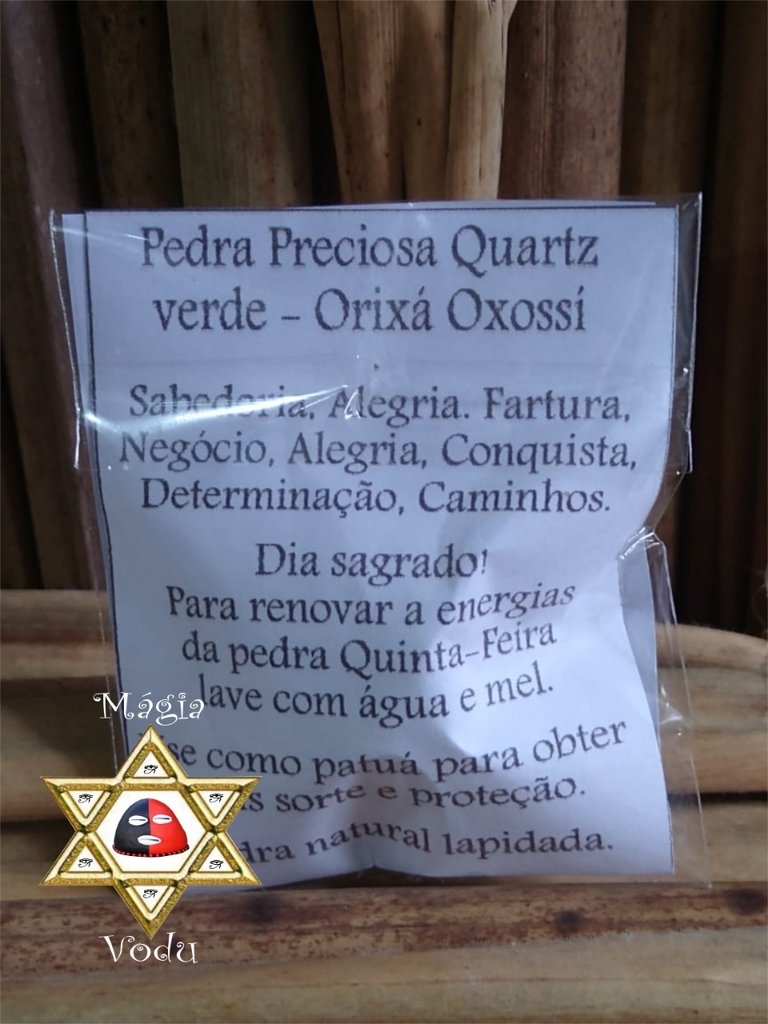 Pedra Preciosa Quartz
verde - Orixá Oxossí
Sabedoria, Alegria. Fartura,
Negócio, Alegria, Conquista,
Determinação, Caminhos.
Dia sagrado!
Para renovar a energias
da pedra Quinta-Feira
lave com água e mel.
como patuá para obter
sorte e proteção.
natural lapidada.
Mágia
Vodu